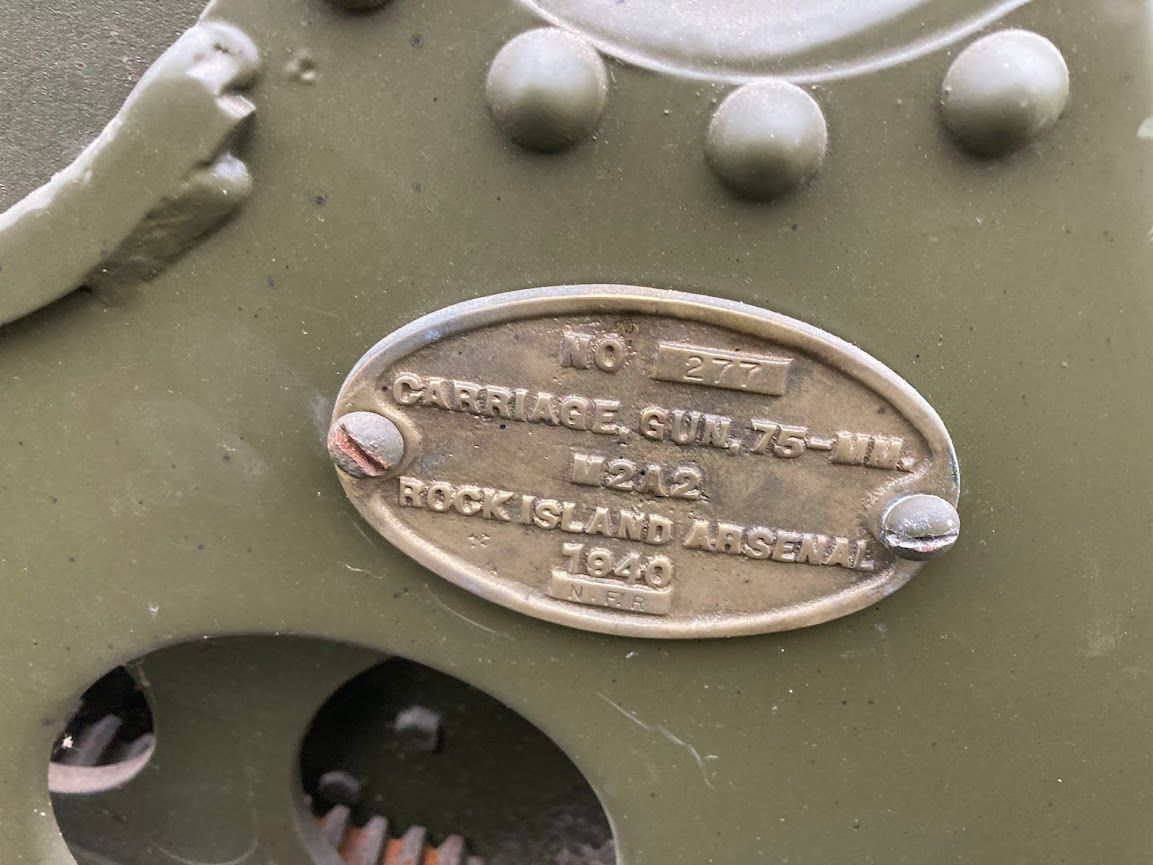 NO 277
CARRIAGE, GUN, 75-MM.
M2A2
ROCK ISLAND ARSENAL
1940
N.F.R